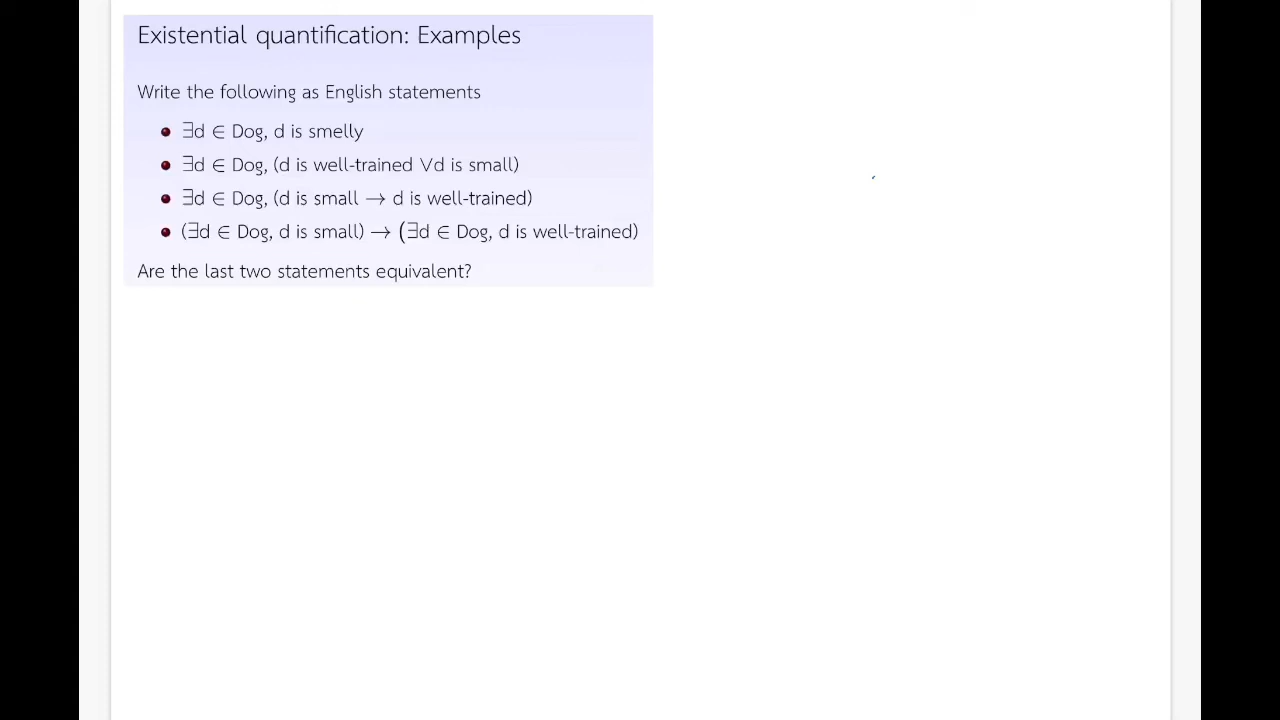 Existential quantification: Examples
Write the following as English statements
• ∃d ∈ Dog, d is smelly
• ∃d ∈ Dog, (d is well-trained ∨d is small)
• ∃d ∈ Dog, (d is small → d is well-trained)
• (∃d ∈ Dog, d is small) → (∃d ∈ Dog, d is well-trained)
Are the last two statements equivalent?